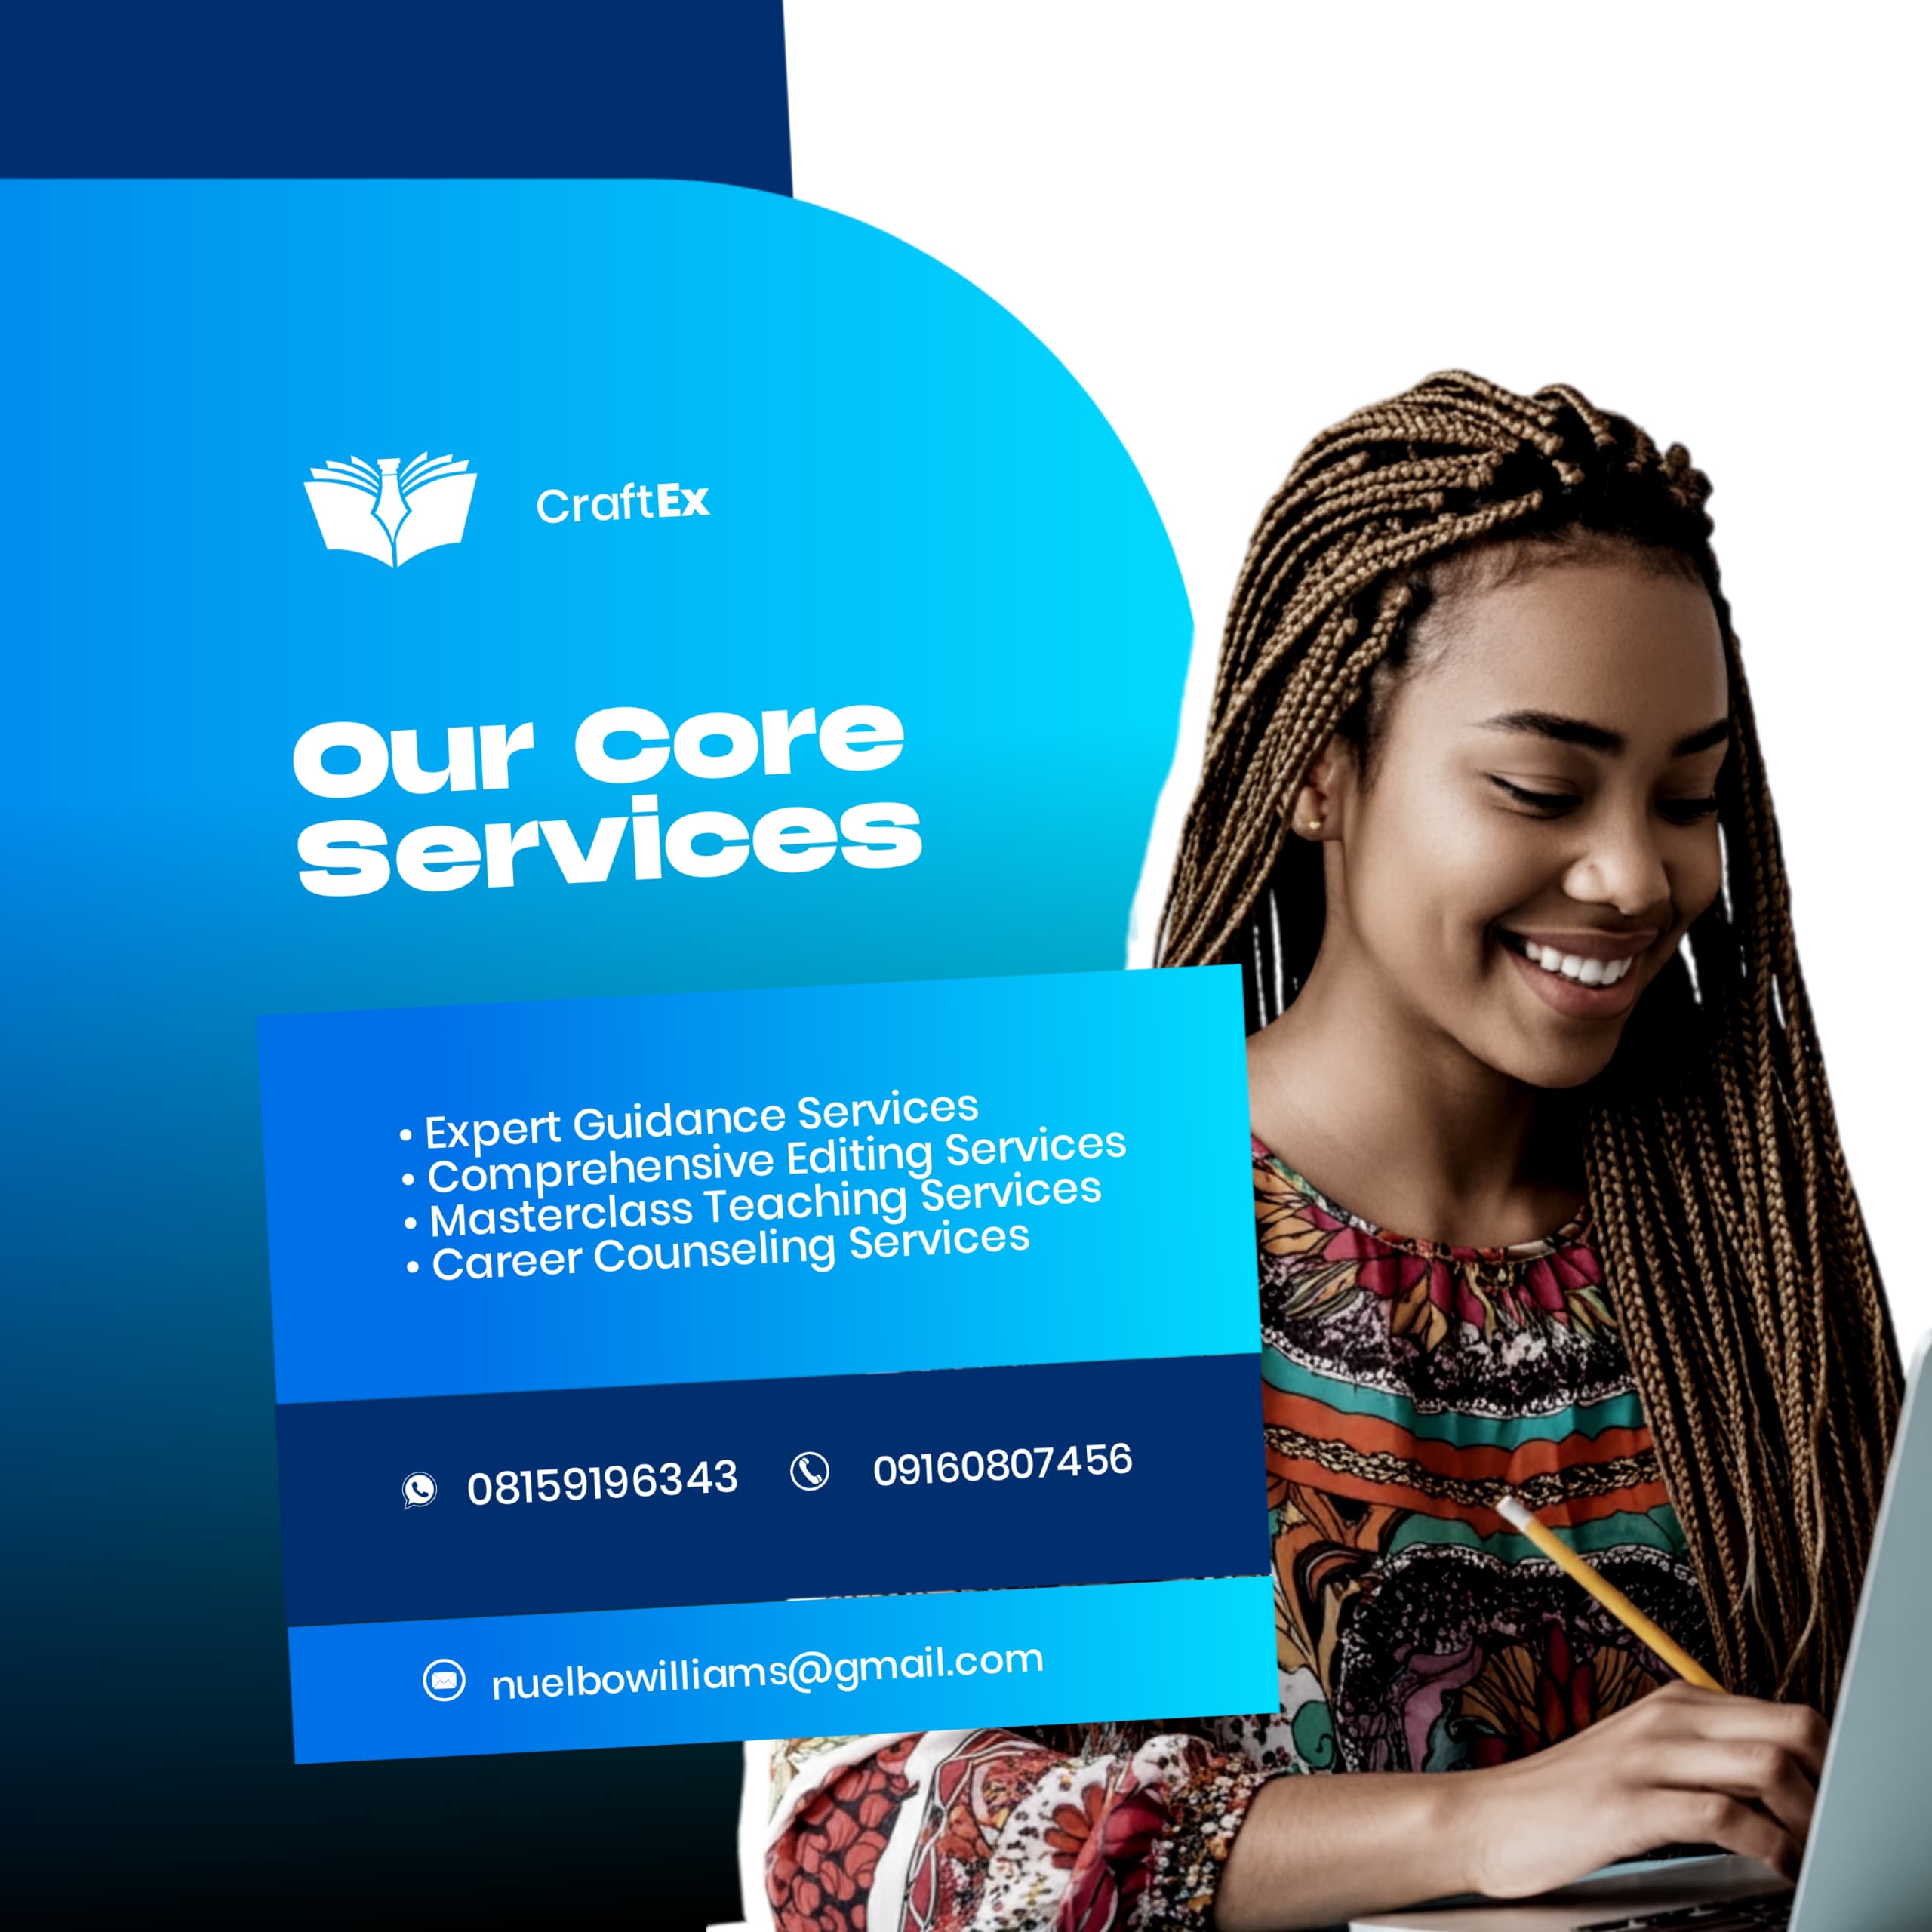 CraftEx
Our Core
Services
• Expert Guidance Services
• Comprehensive Editing Services
• Masterclass Teaching Services
• Career Counseling Services
08159196343 09160807456
nuelbowilliams@gmail.com